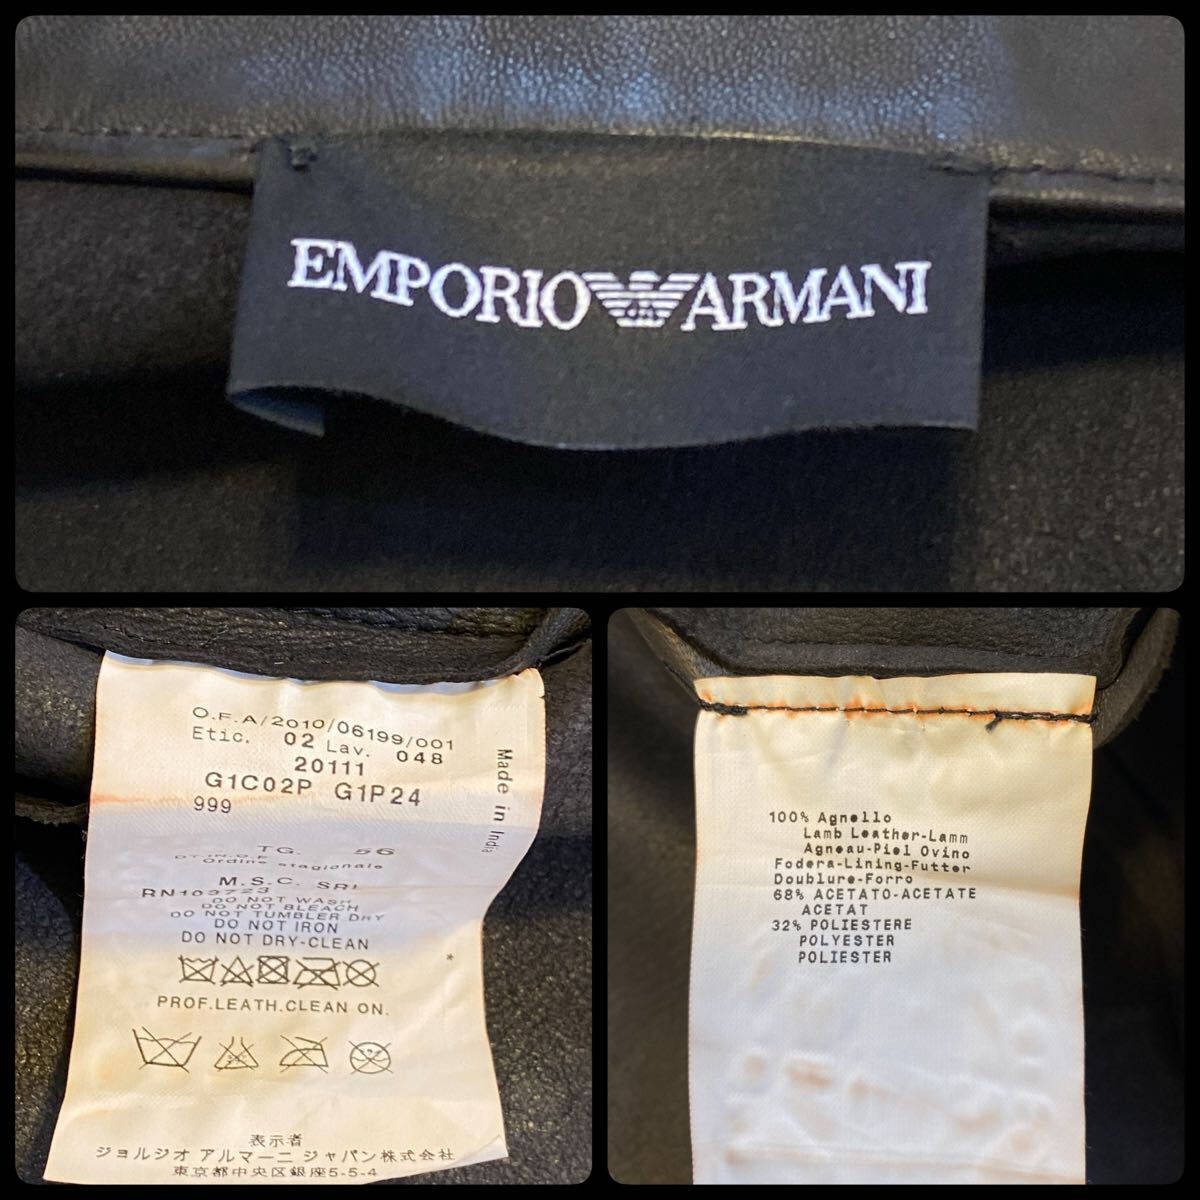 EMPORIO ARMANI
O.F.A/2010/06199/001
Etic. 02 Lav. 048
20111
G1C02P G1P24
999
Made in India
TG. 56
Ordine stagionale
M.S.C. SRL
RN103723
DO NOT WASH
DO NOT BLEACH
DO NOT TUMBLER DRY
DO NOT IRON
DO NOT DRY-CLEAN
*
PROF.LEATH.CLEAN ON.
表示者
ジョルジオ アルマーニ ジャパン株式会社
東京都中央区銀座5-5-4
100% Agnello
Lamb Leather-Lamm
Agneau-Piel Ovino
Fodera-Lining-Futter
Doublure-Forro
68% ACETATO-ACETATE
ACETAT
32% POLIESTERE
POLYESTER
POLIESTER